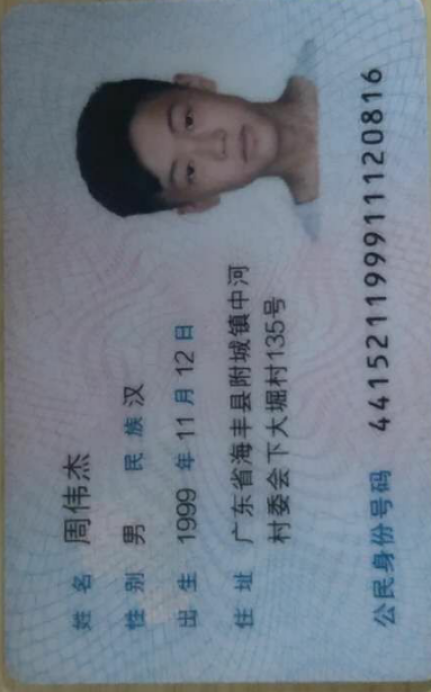 姓名 周伟杰
性别 男 民族 汉
出生 1999 年 11 月 12 日
住址 广东省海丰县附城镇中河
村委会下大堀村135号
公民身份号码 441521199911120816